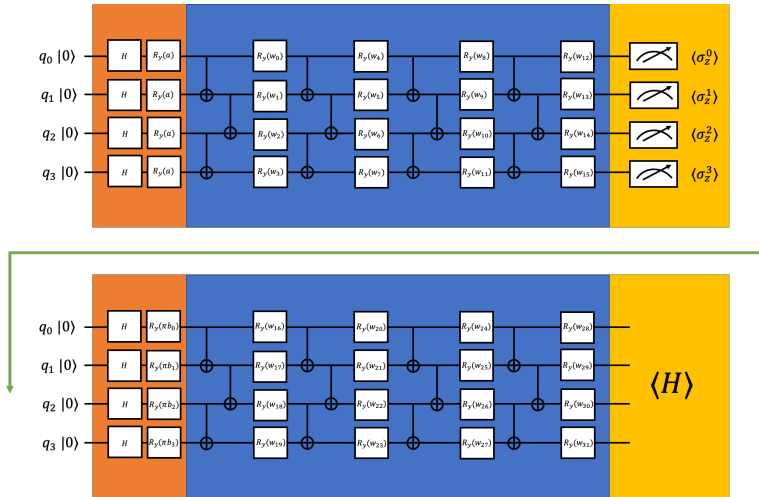 q₀ |0⟩ H R_y(a) R_y(w₀) R_y(w₄) R_y(w₈) R_y(w₁₂) ⟨σ_z⁰⟩
q₁ |0⟩ H R_y(a) R_y(w₁) R_y(w₅) R_y(w₉) R_y(w₁₃) ⟨σ_z¹⟩
q₂ |0⟩ H R_y(a) R_y(w₂) R_y(w₆) R_y(w₁₀) R_y(w₁₄) ⟨σ_z²⟩
q₃ |0⟩ H R_y(a) R_y(w₃) R_y(w₇) R_y(w₁₁) R_y(w₁₅) ⟨σ_z³⟩
q₀ |0⟩ H R_y(πb₀) R_y(w₁₆) R_y(w₂₀) R_y(w₂₄) R_y(w₂₈)
q₁ |0⟩ H R_y(πb₁) R_y(w₁₇) R_y(w₂₁) R_y(w₂₅) R_y(w₂₉)
⟨H⟩
q₂ |0⟩ H R_y(πb₂) R_y(w₁₈) R_y(w₂₂) R_y(w₂₆) R_y(w₃₀)
q₃ |0⟩ H R_y(πb₃) R_y(w₁₉) R_y(w₂₃) R_y(w₂₇) R_y(w₃₁)